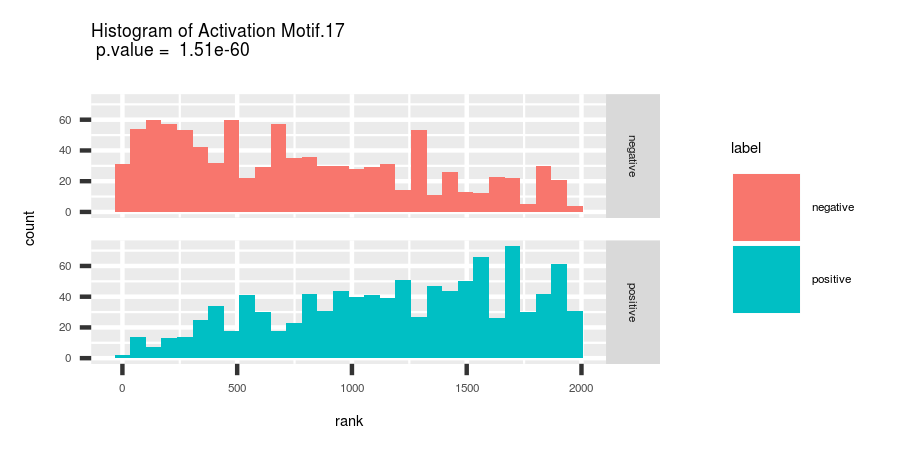 Histogram of Activation Motif.17
p.value = 1.51e-60
count
60
40
20
0
negative
60
40
20
0
positive
0 500 1000 1500 2000
rank
label
negative
positive